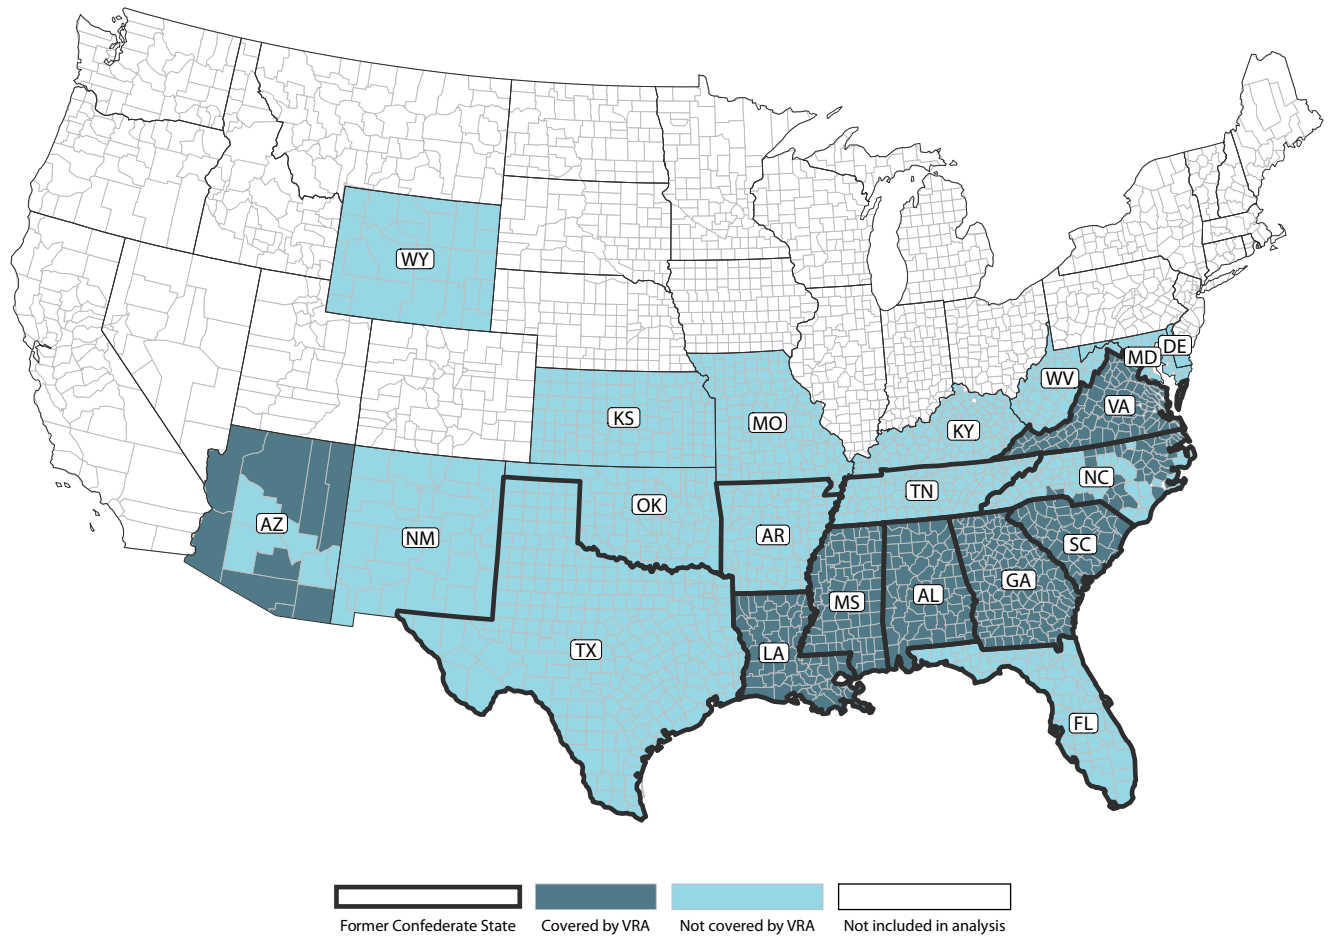 WY
DE
MD
WV
VA
KS
MO
KY
NC
TN
OK
AZ
NM
AR
SC
GA
AL
MS
TX
LA
FL
Former Confederate State
Covered by VRA
Not covered by VRA
Not included in analysis